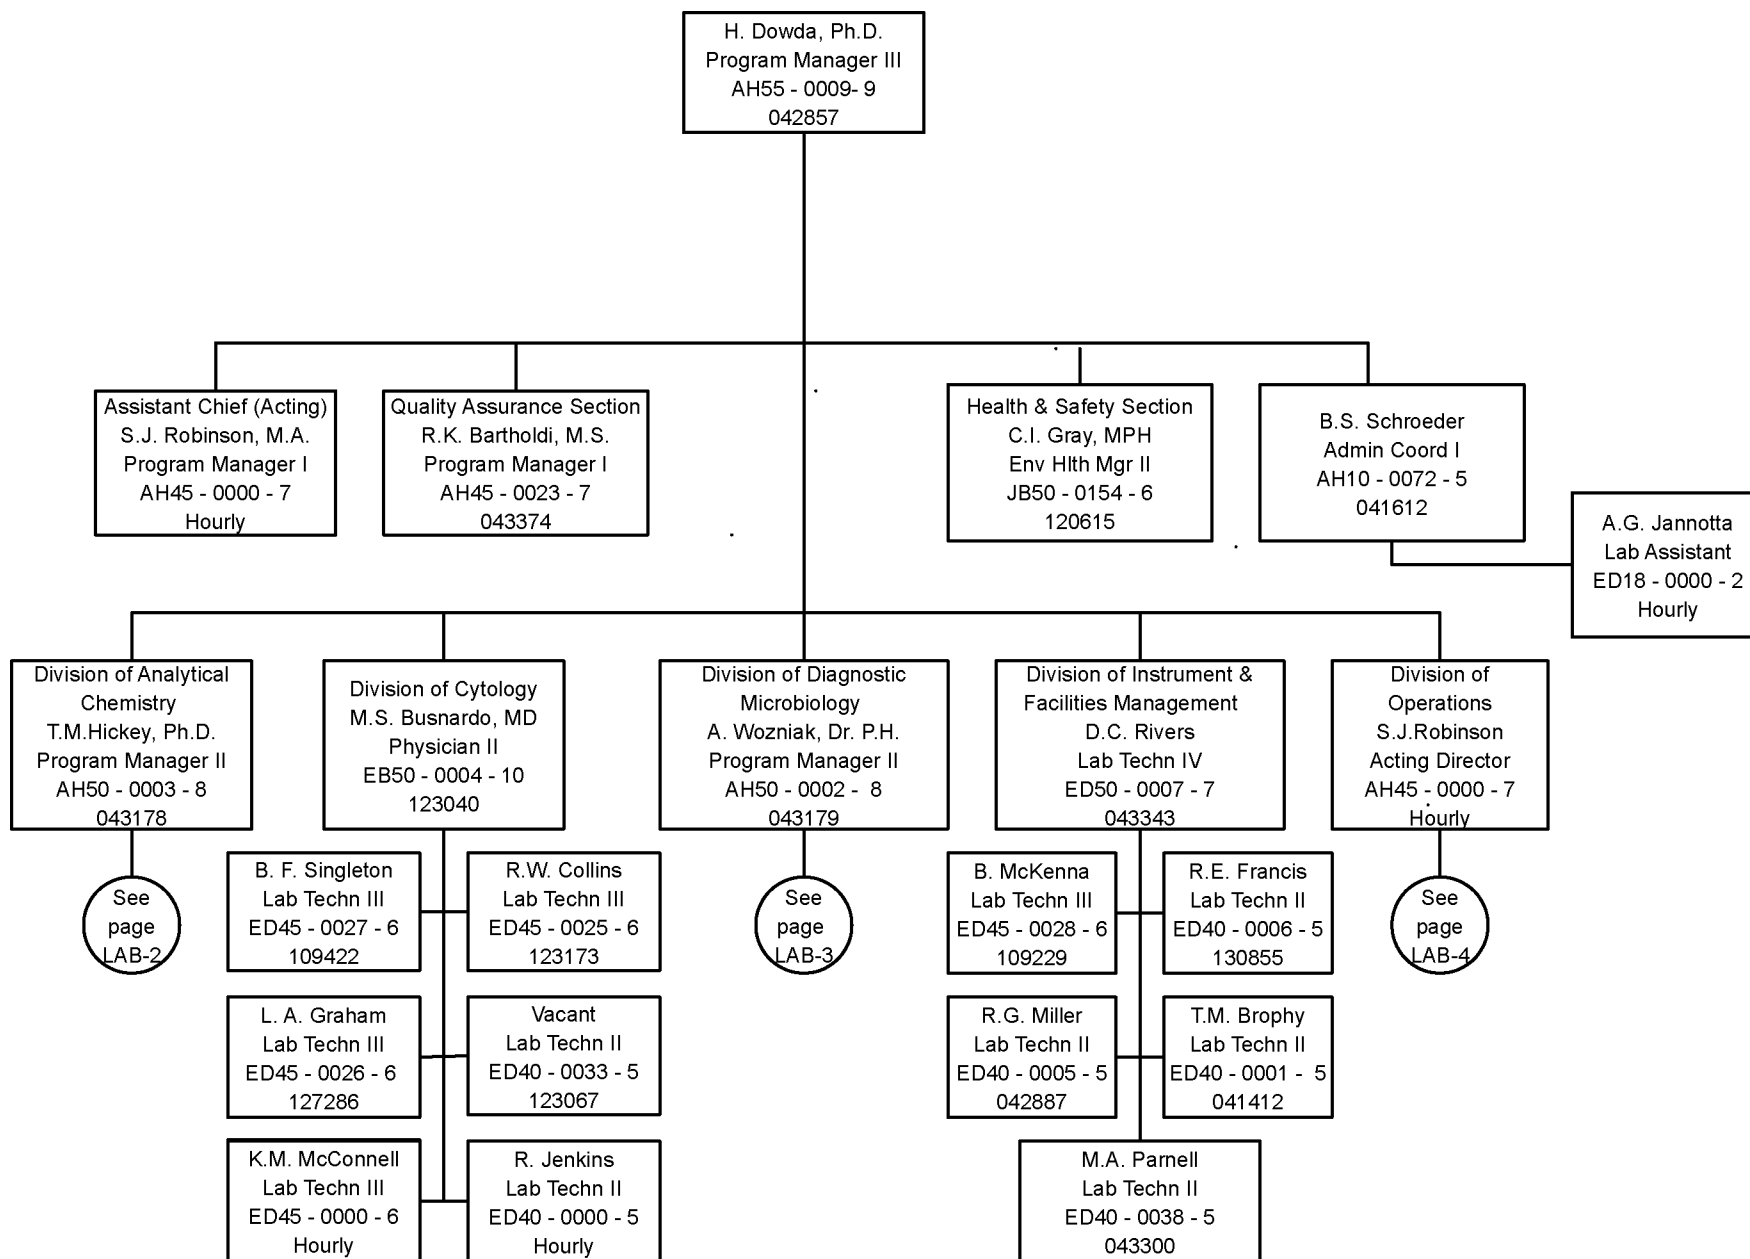 H. Dowda, Ph.D.
Program Manager III
AH55 - 0009- 9
042857
Assistant Chief (Acting)
S.J. Robinson, M.A.
Program Manager I
AH45 - 0000 - 7
Hourly
Quality Assurance Section
R.K. Bartholdi, M.S.
Program Manager I
AH45 - 0023 - 7
043374
Health & Safety Section
C.I. Gray, MPH
Env Hlth Mgr II
JB50 - 0154 - 6
120615
B.S. Schroeder
Admin Coord I
AH10 - 0072 - 5
041612
A.G. Jannotta
Lab Assistant
ED18 - 0000 - 2
Hourly
Division of Analytical
Chemistry
T.M.Hickey, Ph.D.
Program Manager II
AH50 - 0003 - 8
043178
Division of Cytology
M.S. Busnardo, MD
Physician II
EB50 - 0004 - 10
123040
Division of Diagnostic
Microbiology
A. Wozniak, Dr. P.H.
Program Manager II
AH50 - 0002 - 8
043179
Division of Instrument &
Facilities Management
D.C. Rivers
Lab Techn IV
ED50 - 0007 - 7
043343
Division of
Operations
S.J.Robinson
Acting Director
AH45 - 0000 - 7
Hourly
See
page
LAB-2
B. F. Singleton
Lab Techn III
ED45 - 0027 - 6
109422
R.W. Collins
Lab Techn III
ED45 - 0025 - 6
123173
See
page
LAB-3
B. McKenna
Lab Techn III
ED45 - 0028 - 6
109229
R.E. Francis
Lab Techn II
ED40 - 0006 - 5
130855
See
page
LAB-4
L. A. Graham
Lab Techn III
ED45 - 0026 - 6
127286
Vacant
Lab Techn II
ED40 - 0033 - 5
123067
R.G. Miller
Lab Techn II
ED40 - 0005 - 5
042887
T.M. Brophy
Lab Techn II
ED40 - 0001 - 5
041412
K.M. McConnell
Lab Techn III
ED45 - 0000 - 6
Hourly
R. Jenkins
Lab Techn II
ED40 - 0000 - 5
Hourly
M.A. Parnell
Lab Techn II
ED40 - 0038 - 5
043300